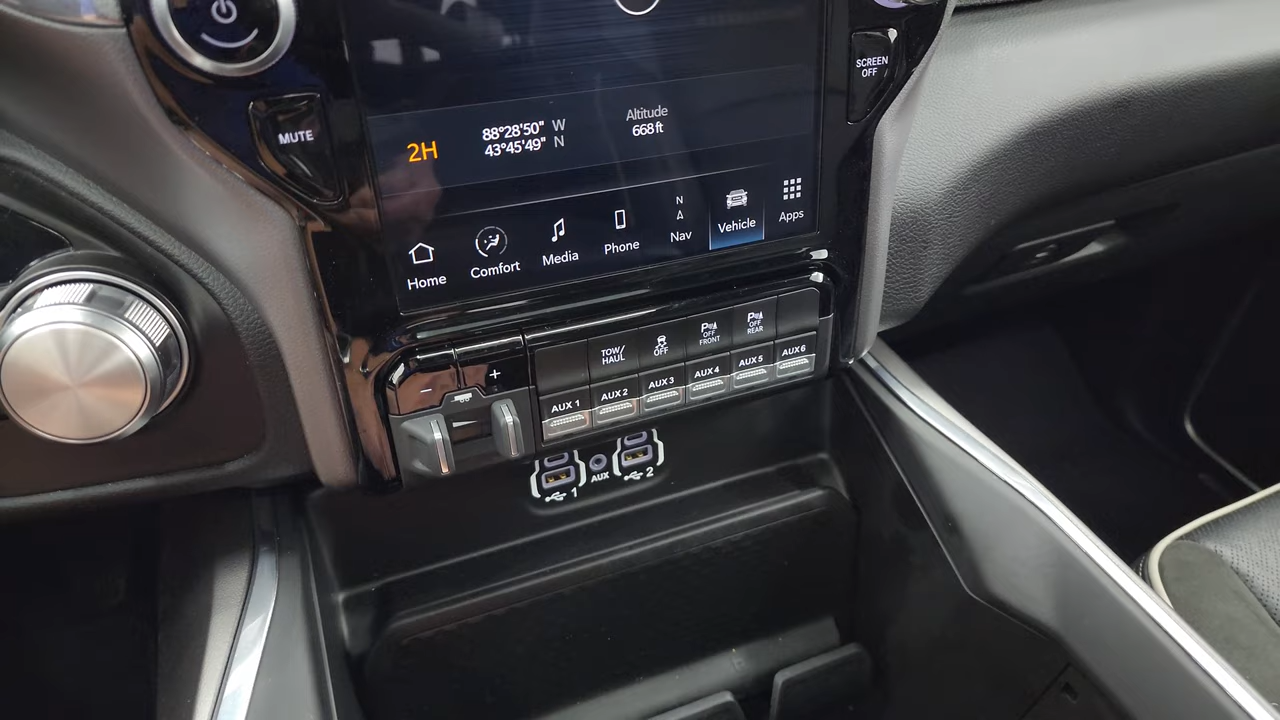 MUTE
SCREEN
OFF
2H
88°28'50" W
43°45'49" N
Altitude
668 ft
Home
Comfort
Media
Phone
N
Nav
Vehicle
Apps
- +
TOW/
HAUL
OFF
P
OFF
FRONT
P
OFF
REAR
AUX 1
AUX 2
AUX 3
AUX 4
AUX 5
AUX 6
1
AUX
2